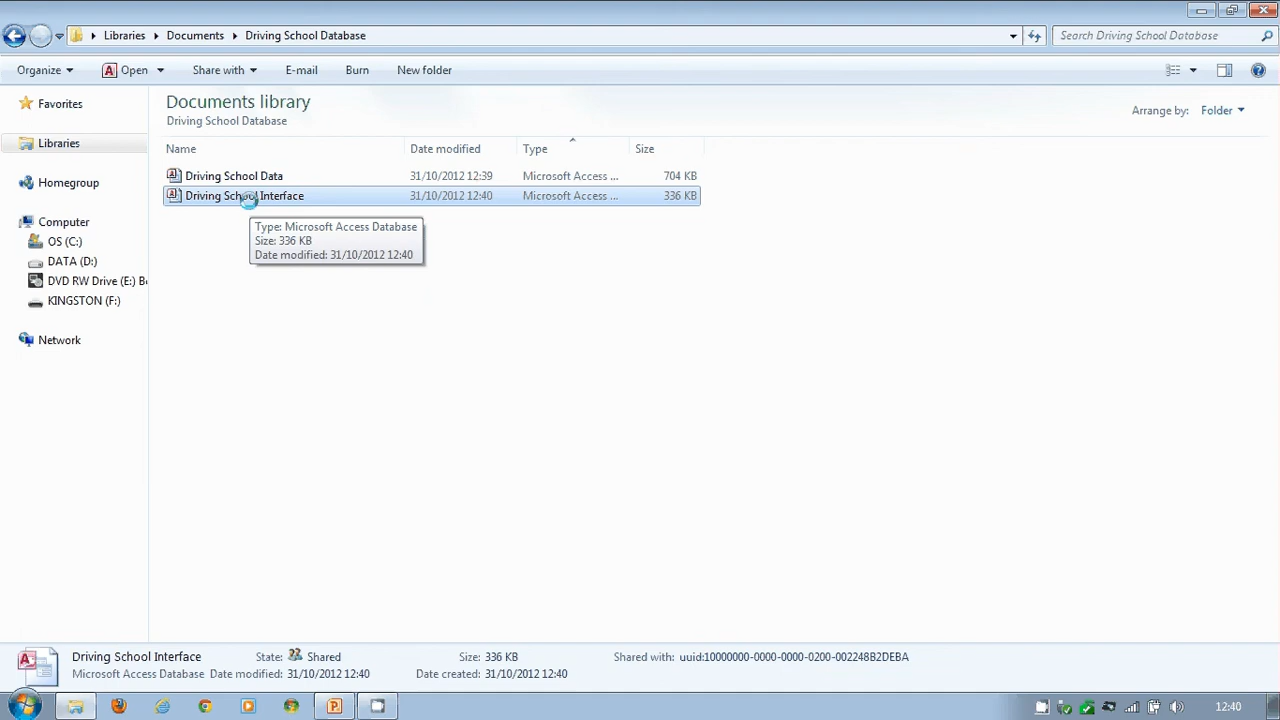 Libraries Documents Driving School Database Search Driving School Database
Organize Open Share with E-mail Burn New folder
Favorites
Libraries
Homegroup
Computer
OS (C:)
DATA (D:)
DVD RW Drive (E:) B
KINGSTON (F:)
Network
Documents library
Driving School Database
Arrange by: Folder
Name Date modified Type Size
Driving School Data 31/10/2012 12:39 Microsoft Access ... 704 KB
Driving School Interface 31/10/2012 12:40 Microsoft Access ... 336 KB
Type: Microsoft Access Database
Size: 336 KB
Date modified: 31/10/2012 12:40
Driving School Interface State: Shared Size: 336 KB Shared with: uuid:10000000-0000-0000-0200-002248B2DEBA
Microsoft Access Database Date modified: 31/10/2012 12:40 Date created: 31/10/2012 12:40
12:40